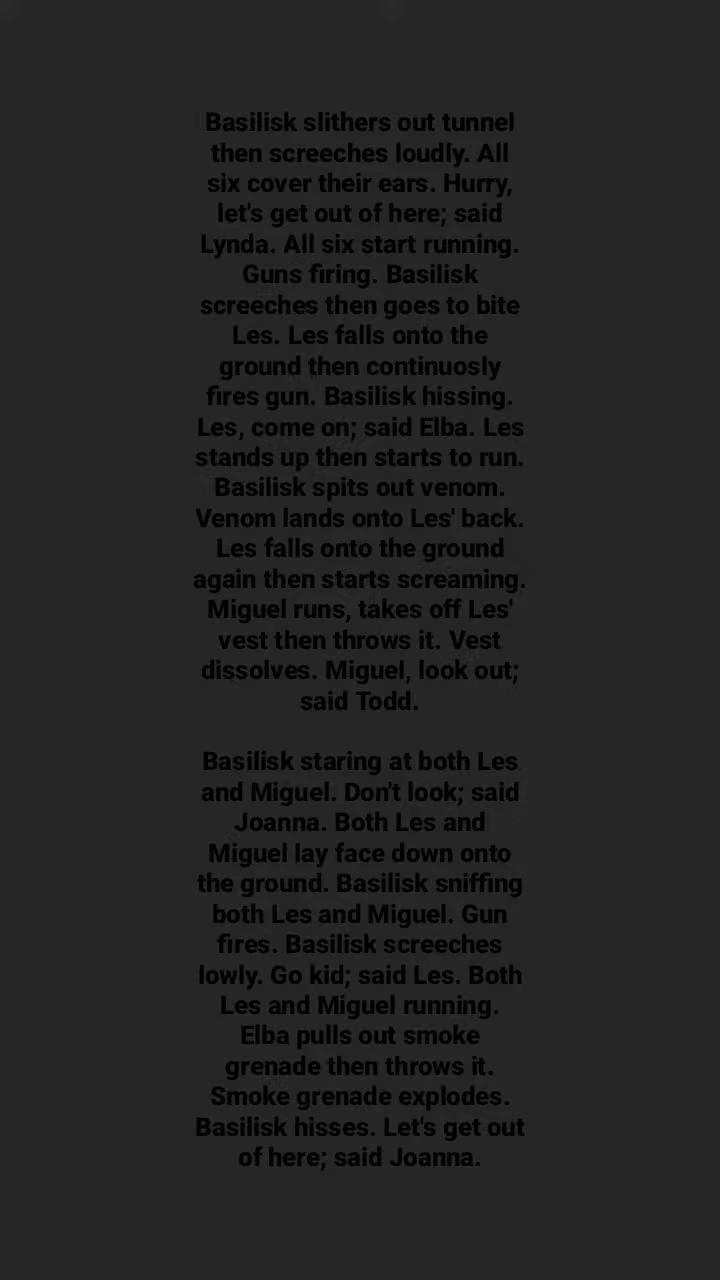 Basilisk slithers out tunnel
then screeches loudly. All
six cover their ears. Hurry,
let's get out of here; said
Lynda. All six start running.
Guns firing. Basilisk
screeches then goes to bite
Les. Les falls onto the
ground then continuosly
fires gun. Basilisk hissing.
Les, come on; said Elba. Les
stands up then starts to run.
Basilisk spits out venom.
Venom lands onto Les' back.
Les falls onto the ground
again then starts screaming.
Miguel runs, takes off Les'
vest then throws it. Vest
dissolves. Miguel, look out;
said Todd.
Basilisk staring at both Les
and Miguel. Don't look; said
Joanna. Both Les and
Miguel lay face down onto
the ground. Basilisk sniffing
both Les and Miguel. Gun
fires. Basilisk screeches
lowly. Go kid; said Les. Both
Les and Miguel running.
Elba pulls out smoke
grenade then throws it.
Smoke grenade explodes.
Basilisk hisses. Let's get out
of here; said Joanna.